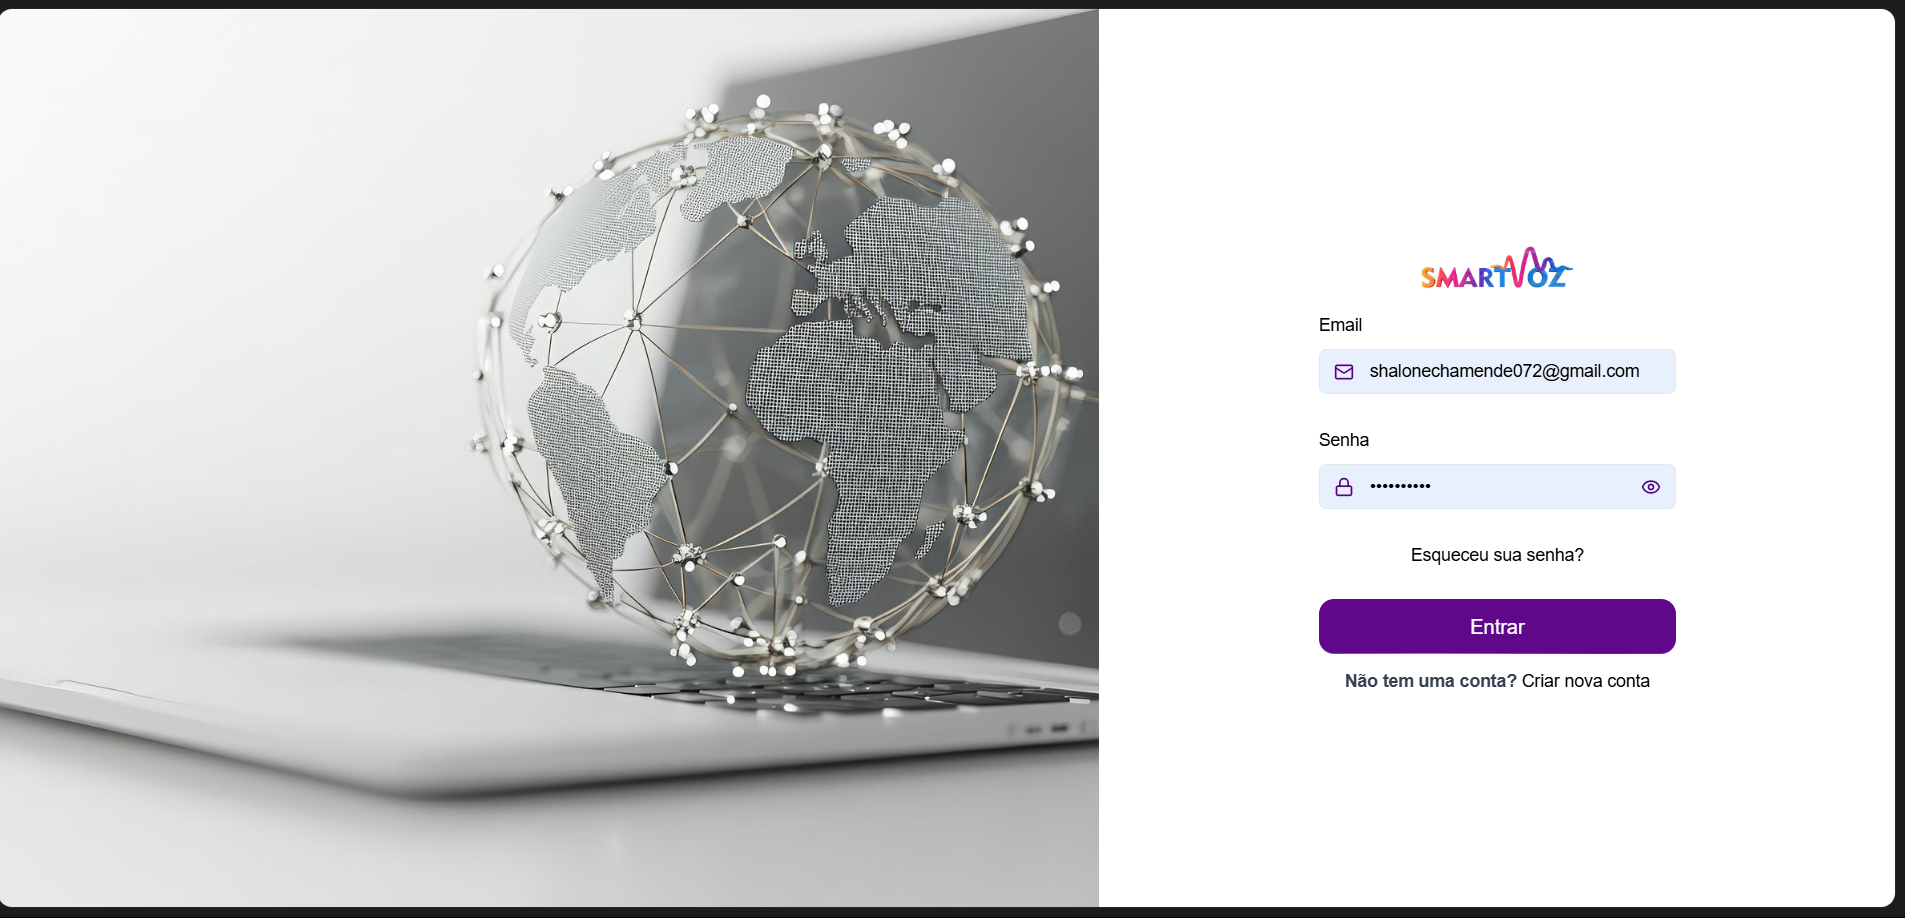 SMARTVOZ
Email
shalonechamende072@gmail.com
Senha
••••••••••
Esqueceu sua senha?
Entrar
Não tem uma conta? Criar nova conta